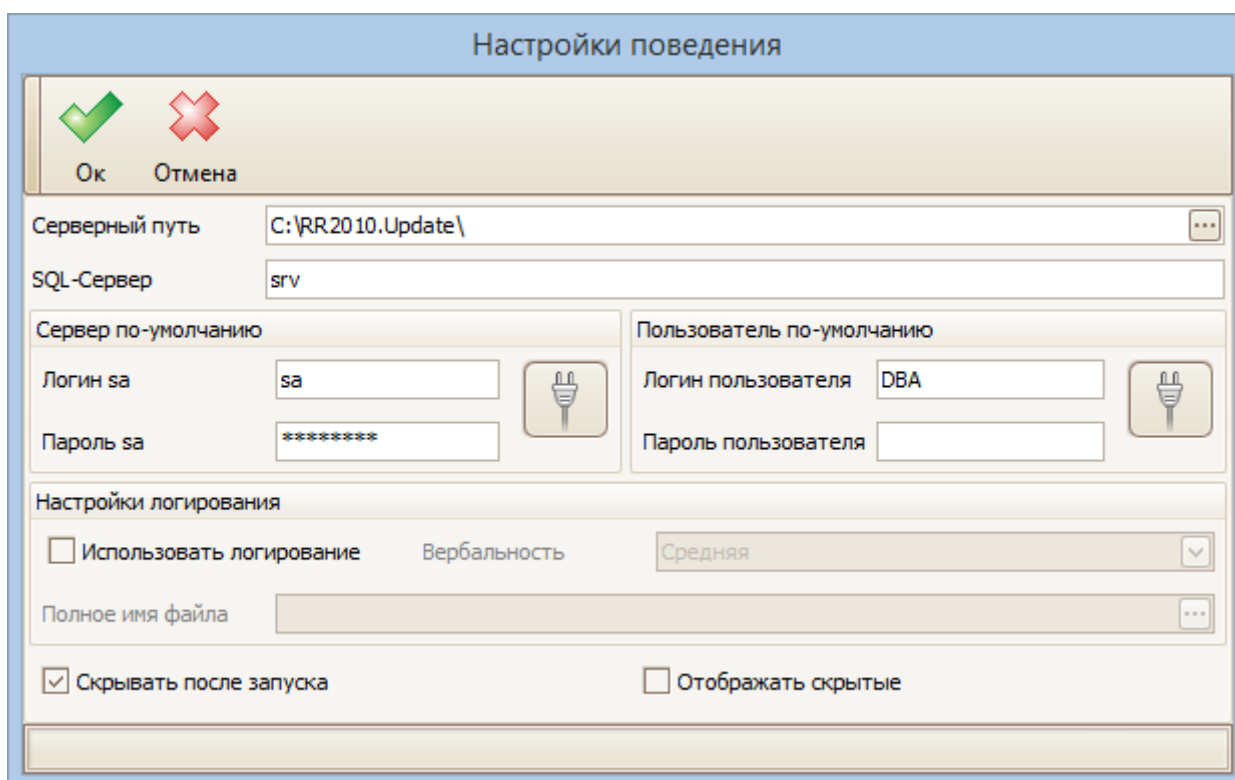 Настройки поведения
Ок Отмена
Серверный путь C:\RR2010.Update\
SQL-Сервер srv
Сервер по-умолчанию Пользователь по-умолчанию
Логин sa sa Логин пользователя DBA
Пароль sa ******** Пароль пользователя
Настройки логирования
Использовать логирование Вербальность Средняя
Полное имя файла
Скрывать после запуска Отображать скрытые